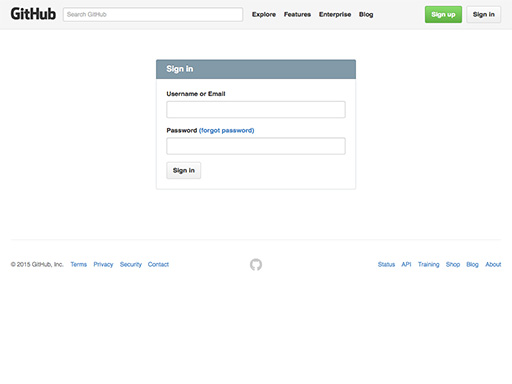 GitHub Search GitHub Explore Features Enterprise Blog Sign up Sign in
Sign in
Username or Email
Password (forgot password)
Sign in
© 2015 GitHub, Inc. Terms Privacy Security Contact Status API Training Shop Blog About